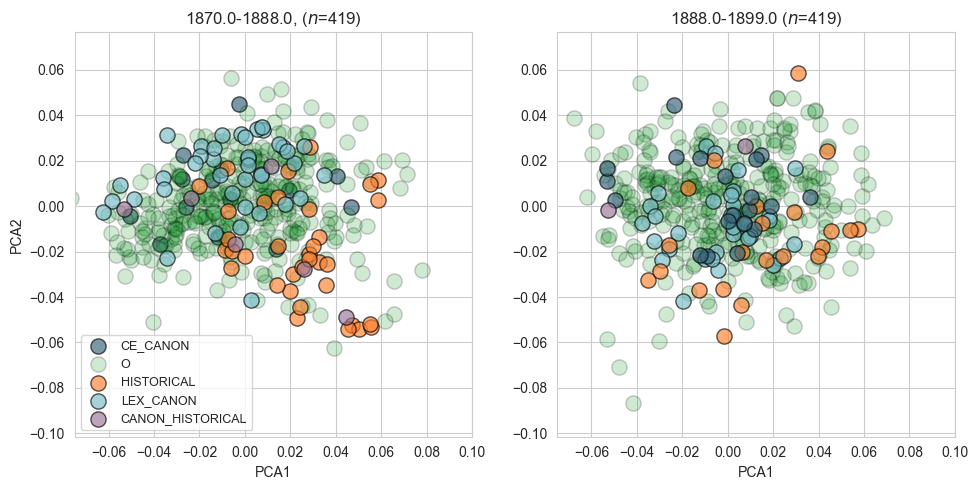 1870.0-1888.0, (n=419)
1888.0-1899.0 (n=419)
PCA2
0.06
0.04
0.02
0.00
−0.02
−0.04
−0.06
−0.08
−0.10
CE_CANON
O
HISTORICAL
LEX_CANON
CANON_HISTORICAL
−0.06 −0.04 −0.02 0.00 0.02 0.04 0.06 0.08 0.10
PCA1
0.06
0.04
0.02
0.00
−0.02
−0.04
−0.06
−0.08
−0.10
−0.06 −0.04 −0.02 0.00 0.02 0.04 0.06 0.08 0.10
PCA1